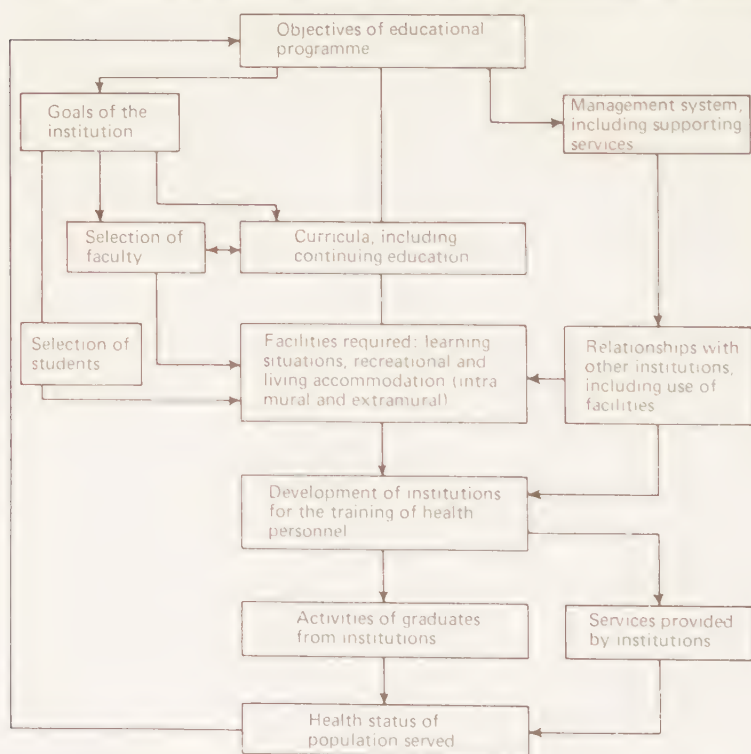 Objectives of educational
programme
Goals of the
institution
Management system,
including supporting
services
Selection of
faculty
Curricula, including
continuing education
Selection of
students
Facilities required: learning
situations, recreational and
living accommodation (intra
mural and extramural)
Relationships with
other institutions,
including use of
facilities
Development of institutions
for the training of health
personnel
Activities of graduates
from institutions
Services provided
by institutions
Health status of
population served